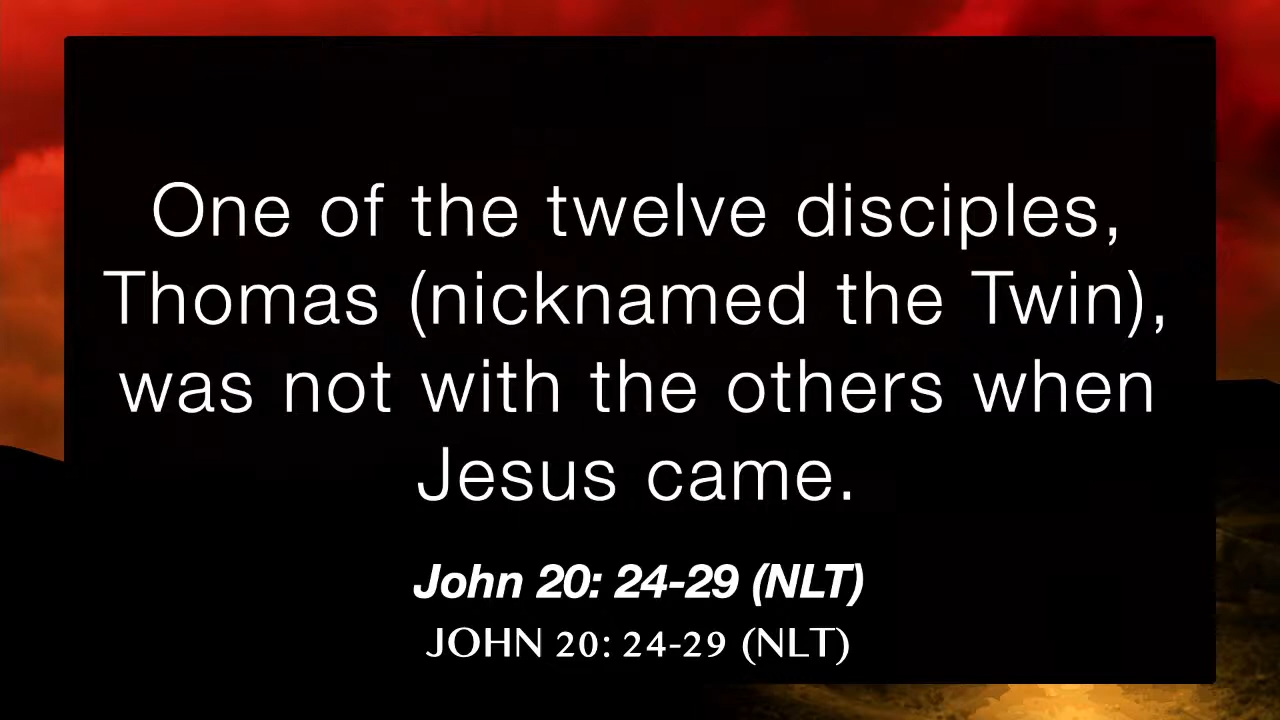 One of the twelve disciples,
Thomas (nicknamed the Twin),
was not with the others when
Jesus came.
John 20: 24-29 (NLT)
JOHN 20: 24-29 (NLT)